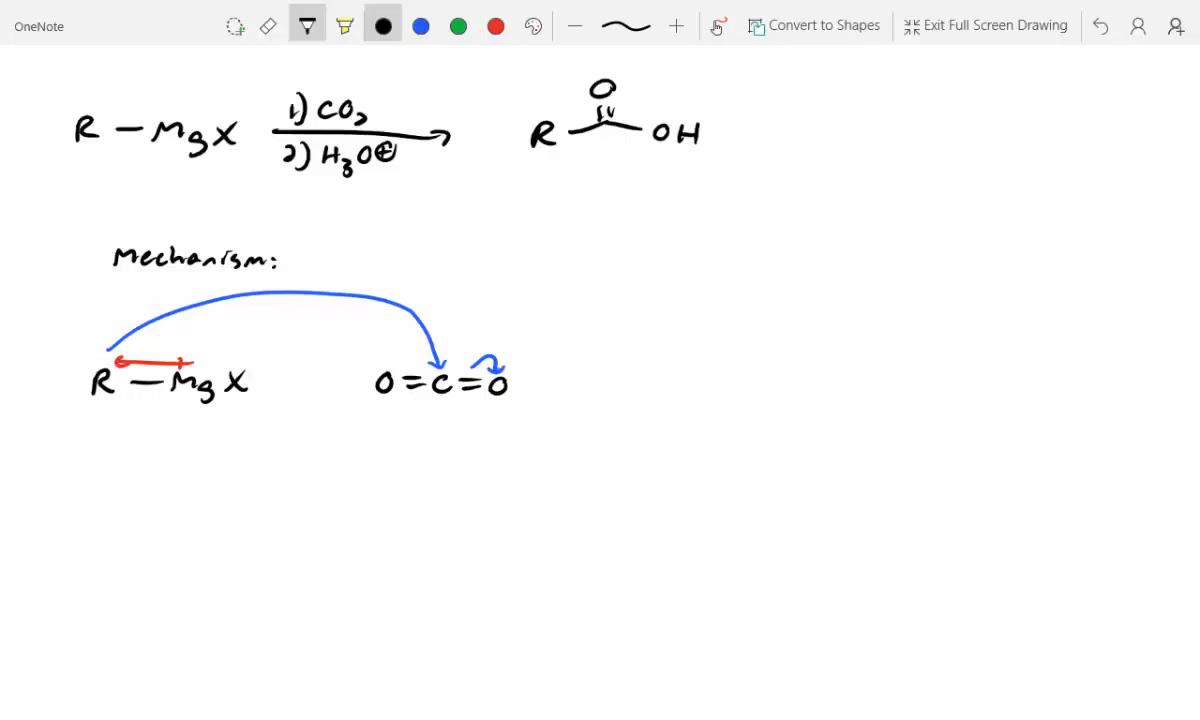 OneNote
Convert to Shapes
Exit Full Screen Drawing
R — MgX 1) CO₂
2) H₃O⊕
O
R OH
Mechanism:
R — MgX O=C=O